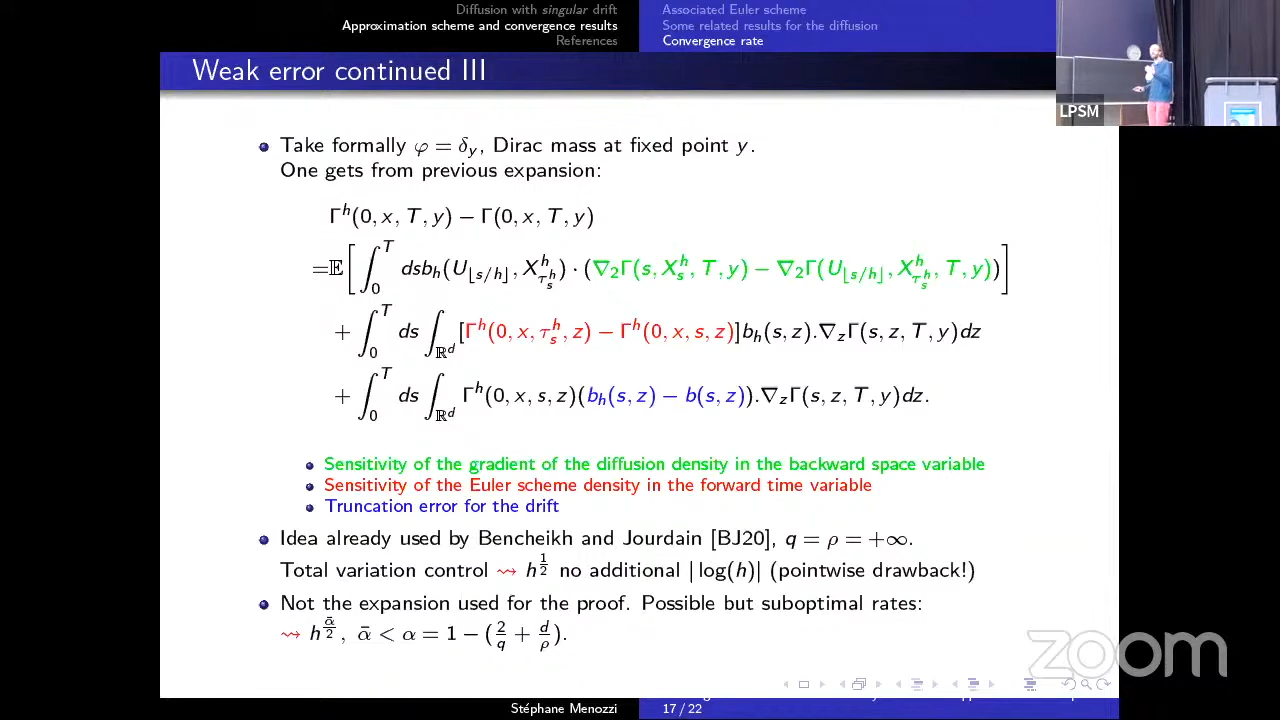 Diffusion with singular drift
Approximation scheme and convergence results
References
Associated Euler scheme
Some related results for the diffusion
Convergence rate
Weak error continued III
LPSM
Take formally φ = δ_y, Dirac mass at fixed point y.
One gets from previous expansion:
Γ^h(0, x, T, y) − Γ(0, x, T, y)
=𝔼[∫_0^T dsb_h(U_{⌊s/h⌋}, X^h_{τ_s^h}) · (∇_2Γ(s, X_s^h, T, y) − ∇_2Γ(U_{⌊s/h⌋}, X^h_{τ_s^h}, T, y))]
+ ∫_0^T ds ∫_{ℝ^d} [Γ^h(0, x, τ_s^h, z) − Γ^h(0, x, s, z)]b_h(s, z).∇_zΓ(s, z, T, y)dz
+ ∫_0^T ds ∫_{ℝ^d} Γ^h(0, x, s, z)(b_h(s, z) − b(s, z)).∇_zΓ(s, z, T, y)dz.
Sensitivity of the gradient of the diffusion density in the backward space variable
Sensitivity of the Euler scheme density in the forward time variable
Truncation error for the drift
Idea already used by Bencheikh and Jourdain [BJ20], q = ρ = +∞.
Total variation control ⇝ h^{1/2} no additional |log(h)| (pointwise drawback!)
Not the expansion used for the proof. Possible but suboptimal rates:
⇝ h^{ᾱ/2}, ᾱ < α = 1 − (2/q + d/ρ).
zoom
Stéphane Menozzi
17 / 22